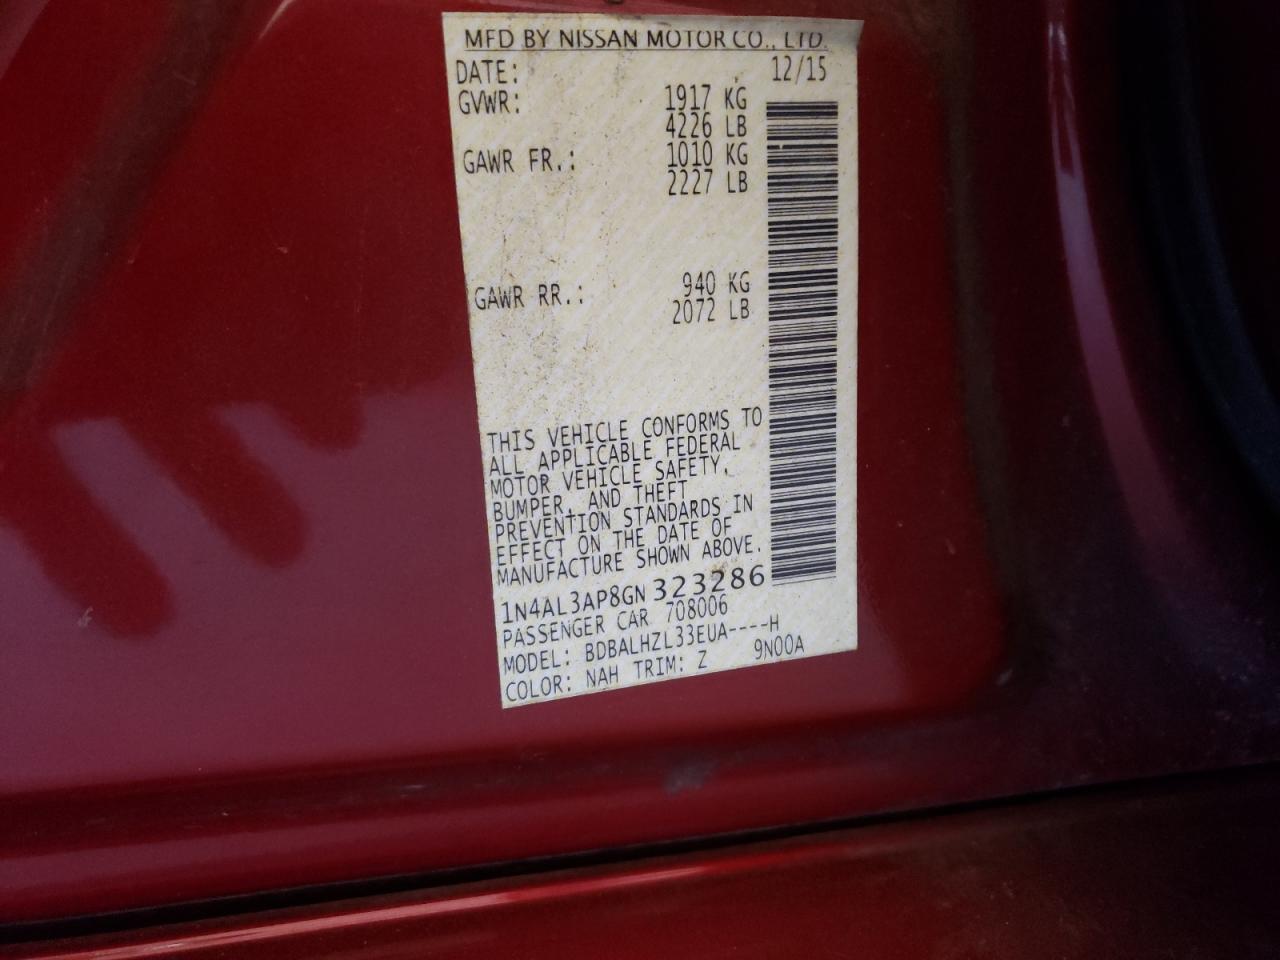 MFD BY NISSAN MOTOR CO., LTD.
DATE: 12/15
GVWR: 1917 KG
4226 LB
GAWR FR.: 1010 KG
2227 LB
GAWR RR.: 940 KG
2072 LB
THIS VEHICLE CONFORMS TO
ALL APPLICABLE FEDERAL
MOTOR VEHICLE SAFETY,
BUMPER, AND THEFT
PREVENTION STANDARDS IN
EFFECT ON THE DATE OF
MANUFACTURE SHOWN ABOVE.
1N4AL3AP8GN323286
PASSENGER CAR 708006
MODEL: BDBALHZL33EUA----H
COLOR: NAH TRIM: Z 9N00A